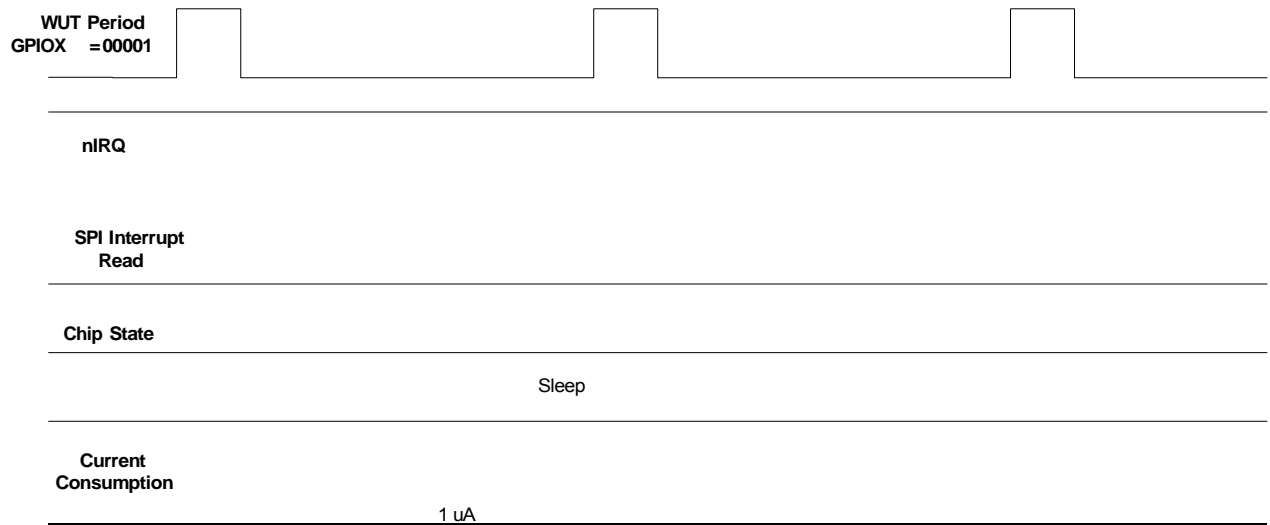 WUT Period
GPIOX =00001
nIRQ
SPI Interrupt
Read
Chip State
Sleep
Current
Consumption
1 uA